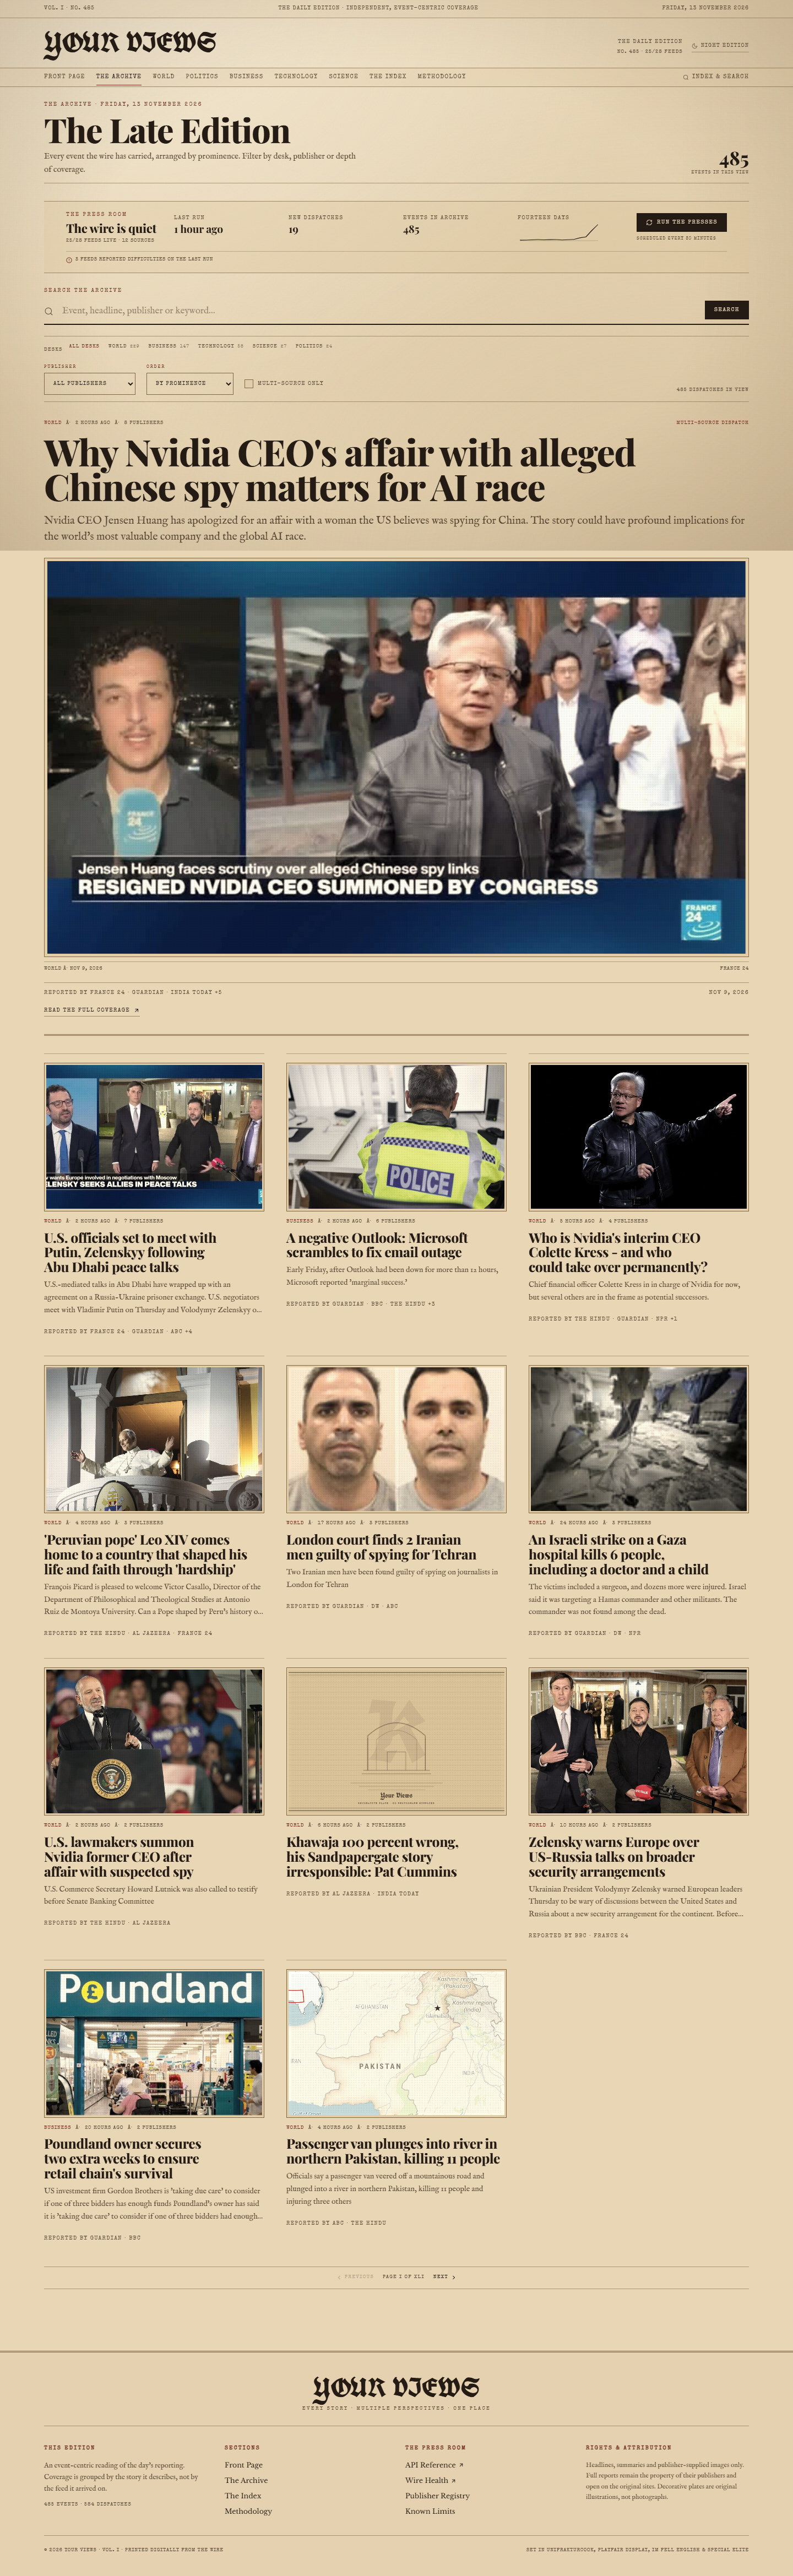 VOL. I · NO. 485
THE DAILY EDITION · INDEPENDENT, EVENT-CENTRIC COVERAGE
FRIDAY, 13 NOVEMBER 2026
Your Views
THE DAILY EDITION
NO. 485 · 25/28 FEEDS
NIGHT EDITION
FRONT PAGE THE ARCHIVE WORLD POLITICS BUSINESS TECHNOLOGY SCIENCE THE INDEX METHODOLOGY
INDEX & SEARCH
THE ARCHIVE · FRIDAY, 13 NOVEMBER 2026
The Late Edition
Every event the wire has carried, arranged by prominence. Filter by desk, publisher or depth
of coverage.
485
EVENTS IN THIS VIEW
THE PRESS ROOM
The wire is quiet
25/28 FEEDS LIVE · 12 SOURCES
LAST RUN
1 hour ago
NEW DISPATCHES
19
EVENTS IN ARCHIVE
485
FOURTEEN DAYS
RUN THE PRESSES
SCHEDULED EVERY 30 MINUTES
FEEDS REPORTED DIFFICULTIES ON THE LAST RUN
SEARCH THE ARCHIVE
Event, headline, publisher or keyword...
SEARCH
DESKS
ALL DESKS WORLD BUSINESS TECHNOLOGY SCIENCE POLITICS
PUBLISHER
ALL PUBLISHERS
ORDER
BY PROMINENCE
MULTI-SOURCE ONLY
485 DISPATCHES IN VIEW
WORLD Â· HOURS AGO Â· PUBLISHERS
MULTI-SOURCE DISPATCH
Why Nvidia CEO's affair with alleged
Chinese spy matters for AI race
Nvidia CEO Jensen Huang has apologized for an affair with a woman the US believes was spying for China. The story could have profound implications for
the world's most valuable company and the global AI race.
Jensen Huang faces scrutiny over alleged Chinese spy links
RESIGNED NVIDIA CEO SUMMONED BY CONGRESS
FRANCE
24
WORLD Â· NOV 9, 2026
FRANCE 24
REPORTED BY FRANCE 24 · GUARDIAN · INDIA TODAY +3
NOV 9, 2026
READ THE FULL COVERAGE
wants Europe involved in negotiations with Moscow
ELENSKY SEEKS ALLIES IN PEACE TALKS
WORLD Â· 2 HOURS AGO Â· 7 PUBLISHERS
U.S. officials set to meet with
Putin, Zelenskyy following
Abu Dhabi peace talks
U.S.-mediated talks in Abu Dhabi have wrapped up with an
agreement on a Russia-Ukraine prisoner exchange. U.S. negotiators
meet with Vladimir Putin on Thursday and Volodymyr Zelenskyy o...
REPORTED BY FRANCE 24 · GUARDIAN · ABC +4
POLICE
BUSINESS Â· 2 HOURS AGO Â· 6 PUBLISHERS
A negative Outlook: Microsoft
scrambles to fix email outage
Early Friday, after Outlook had been down for more than 12 hours,
Microsoft reported 'marginal success.'
REPORTED BY GUARDIAN · BBC · THE HINDU +3
WORLD Â· 5 HOURS AGO Â· 4 PUBLISHERS
Who is Nvidia's interim CEO
Colette Kress - and who
could take over permanently?
Chief financial officer Colette Kress in in charge of Nvidia for now,
but several others are in the frame as potential successors.
REPORTED BY THE HINDU · GUARDIAN · NPR +1
WORLD Â· 4 HOURS AGO Â· 3 PUBLISHERS
'Peruvian pope' Leo XIV comes
home to a country that shaped his
life and faith through 'hardship'
François Picard is pleased to welcome Víctor Casallo, Director of the
Department of Philosophical and Theological Studies at Antonio
Ruiz de Montoya University. Can a Pope shaped by Peru's history o...
REPORTED BY THE HINDU · AL JAZEERA · FRANCE 24
WORLD Â· 17 HOURS AGO Â· 3 PUBLISHERS
London court finds 2 Iranian
men guilty of spying for Tehran
Two Iranian men have been found guilty of spying on journalists in
London for Tehran
REPORTED BY GUARDIAN · DW · ABC
WORLD Â· 24 HOURS AGO Â· 3 PUBLISHERS
An Israeli strike on a Gaza
hospital kills 6 people,
including a doctor and a child
The victims included a surgeon, and dozens more were injured. Israel
said it was targeting a Hamas commander and other militants. The
commander was not found among the dead.
REPORTED BY GUARDIAN · DW · NPR
WORLD Â· 2 HOURS AGO Â· 2 PUBLISHERS
U.S. lawmakers summon
Nvidia former CEO after
affair with suspected spy
U.S. Commerce Secretary Howard Lutnick was also called to testify
before Senate Banking Committee
REPORTED BY THE HINDU · AL JAZEERA
Your Views
WORLD Â· 6 HOURS AGO Â· 2 PUBLISHERS
Khawaja 100 percent wrong,
his Sandpapergate story
irresponsible: Pat Cummins
REPORTED BY AL JAZEERA · INDIA TODAY
WORLD Â· 10 HOURS AGO Â· 2 PUBLISHERS
Zelensky warns Europe over
US-Russia talks on broader
security arrangements
Ukrainian President Volodymyr Zelensky warned European leaders
Thursday to be wary of discussions between the United States and
Russia about a new security arrangement for the continent. Before...
REPORTED BY BBC · FRANCE 24
Poundland
BUSINESS Â· 20 HOURS AGO Â· 2 PUBLISHERS
Poundland owner secures
two extra weeks to ensure
retail chain's survival
US investment firm Gordon Brothers is 'taking due care' to consider
if one of three bidders has enough funds Poundland's owner has said
it is 'taking due care' to consider if one of three bidders had enough...
REPORTED BY GUARDIAN · BBC
AFGHANISTAN
Kashmir region
(Pakistan)
Kashmir region
(India)
PAKISTAN
WORLD Â· 4 HOURS AGO Â· 2 PUBLISHERS
Passenger van plunges into river in
northern Pakistan, killing 11 people
Officials say a passenger van veered off a mountainous road and
plunged into a river in northern Pakistan, killing 11 people and
injuring three others
REPORTED BY ABC · THE HINDU
PREVIOUS PAGE I OF XLI NEXT
Your Views
EVERY STORY · MULTIPLE PERSPECTIVES · ONE PLACE
THIS EDITION
An event-centric reading of the day's reporting.
Coverage is grouped by the story it describes, not by
the feed it arrived on.
485 EVENTS · 534 DISPATCHES
SECTIONS
Front Page
The Archive
The Index
Methodology
THE PRESS ROOM
API Reference
Wire Health
Publisher Registry
Known Limits
RIGHTS & ATTRIBUTION
Headlines, summaries and publisher-supplied images only.
Full reports remain the property of their publishers and
open on the original sites. Decorative plates are original
illustrations, not photographs.
© 2026 YOUR VIEWS · VOL. I · PRINTED DIGITALLY FROM THE WIRE
SET IN UNIFRAKTURCOOK, PLAYFAIR DISPLAY, IM FELL ENGLISH & SPECIAL ELITE